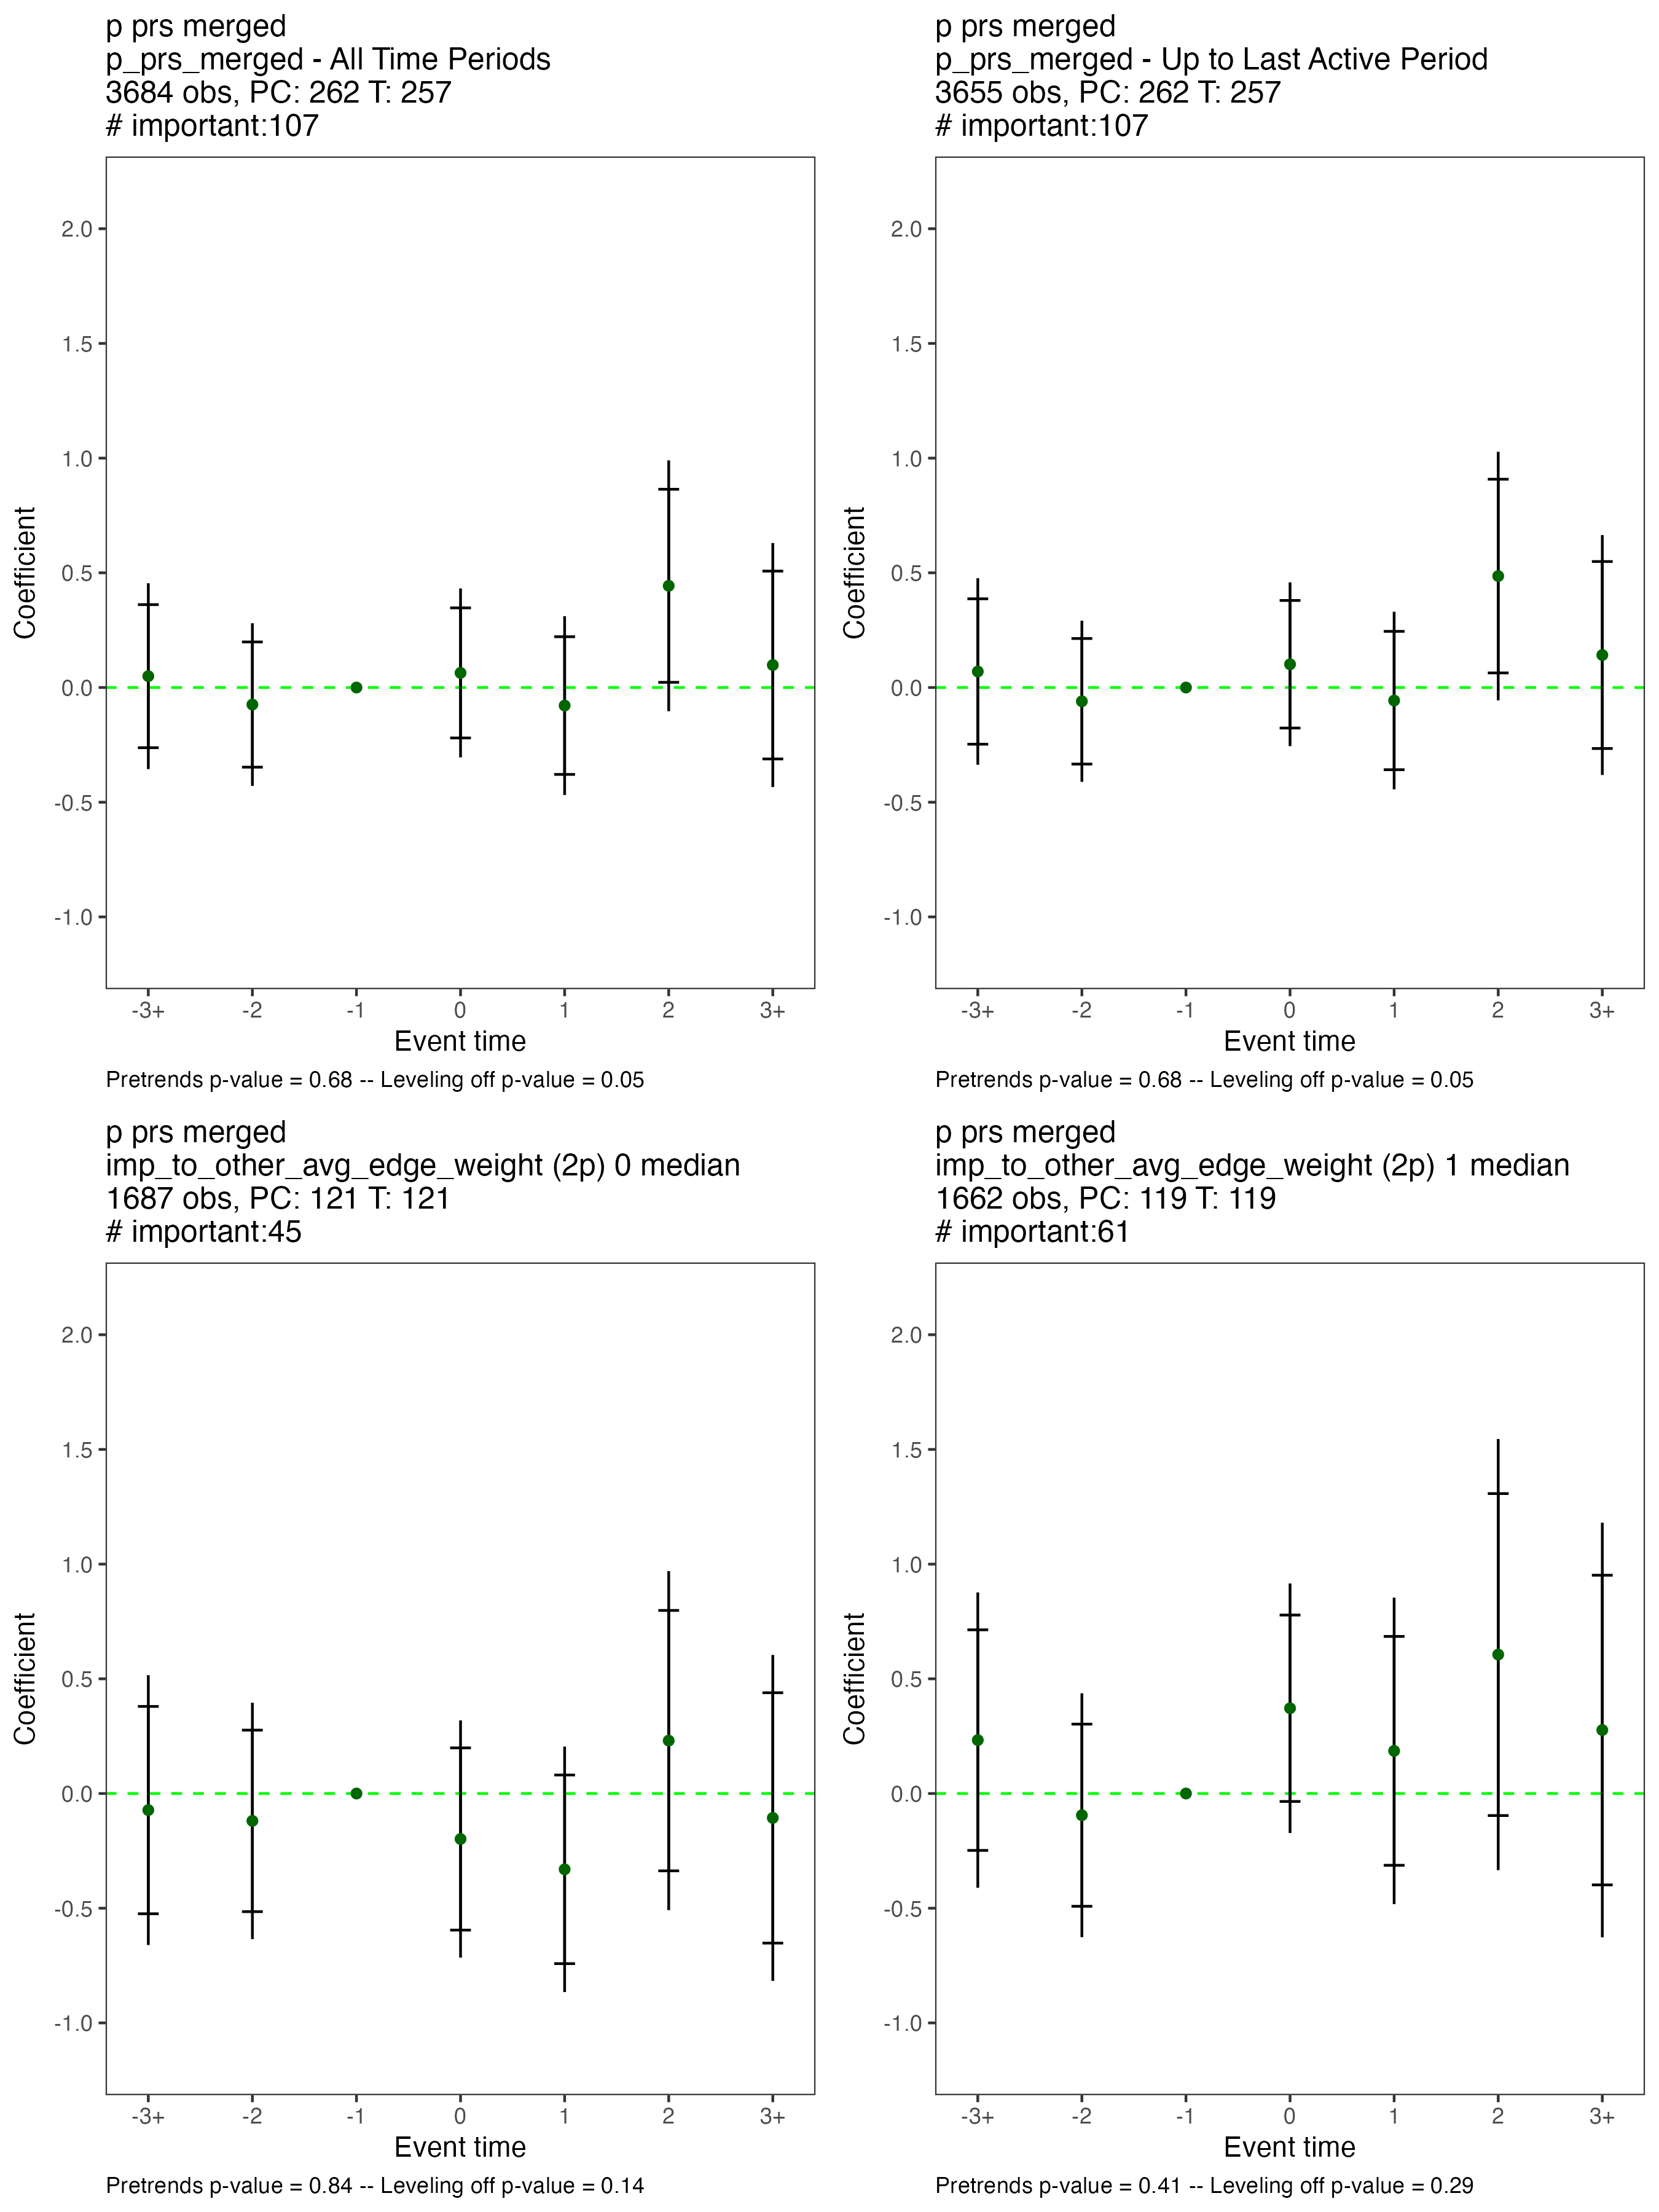 p prs merged
p_prs_merged - All Time Periods
3684 obs, PC: 262 T: 257
# important:107
2.0
1.5
1.0
0.5
0.0
-0.5
-1.0
Coefficient
-3+ -2 -1 0 1 2 3+
Event time
Pretrends p-value = 0.68 -- Leveling off p-value = 0.05
p prs merged
p_prs_merged - Up to Last Active Period
3655 obs, PC: 262 T: 257
# important:107
2.0
1.5
1.0
0.5
0.0
-0.5
-1.0
Coefficient
-3+ -2 -1 0 1 2 3+
Event time
Pretrends p-value = 0.68 -- Leveling off p-value = 0.05
p prs merged
imp_to_other_avg_edge_weight (2p) 0 median
1687 obs, PC: 121 T: 121
# important:45
2.0
1.5
1.0
0.5
0.0
-0.5
-1.0
Coefficient
-3+ -2 -1 0 1 2 3+
Event time
Pretrends p-value = 0.84 -- Leveling off p-value = 0.14
p prs merged
imp_to_other_avg_edge_weight (2p) 1 median
1662 obs, PC: 119 T: 119
# important:61
2.0
1.5
1.0
0.5
0.0
-0.5
-1.0
Coefficient
-3+ -2 -1 0 1 2 3+
Event time
Pretrends p-value = 0.41 -- Leveling off p-value = 0.29